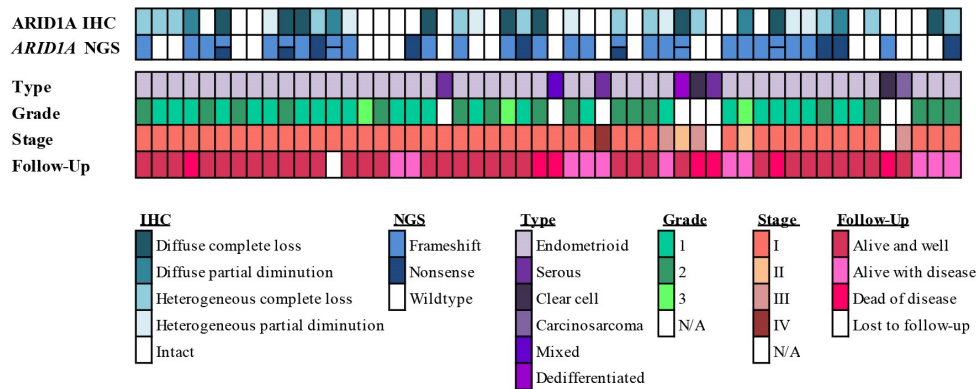 ARID1A IHC
ARID1A NGS
Type
Grade
Stage
Follow-Up
IHC
Diffuse complete loss
Diffuse partial diminution
Heterogeneous complete loss
Heterogeneous partial diminution
Intact
NGS
Frameshift
Nonsense
Wildtype
Type
Endometrioid
Serous
Clear cell
Carcinosarcoma
Mixed
Dedifferentiated
Grade
1
2
3
N/A
Stage
I
II
III
IV
N/A
Follow-Up
Alive and well
Alive with disease
Dead of disease
Lost to follow-up